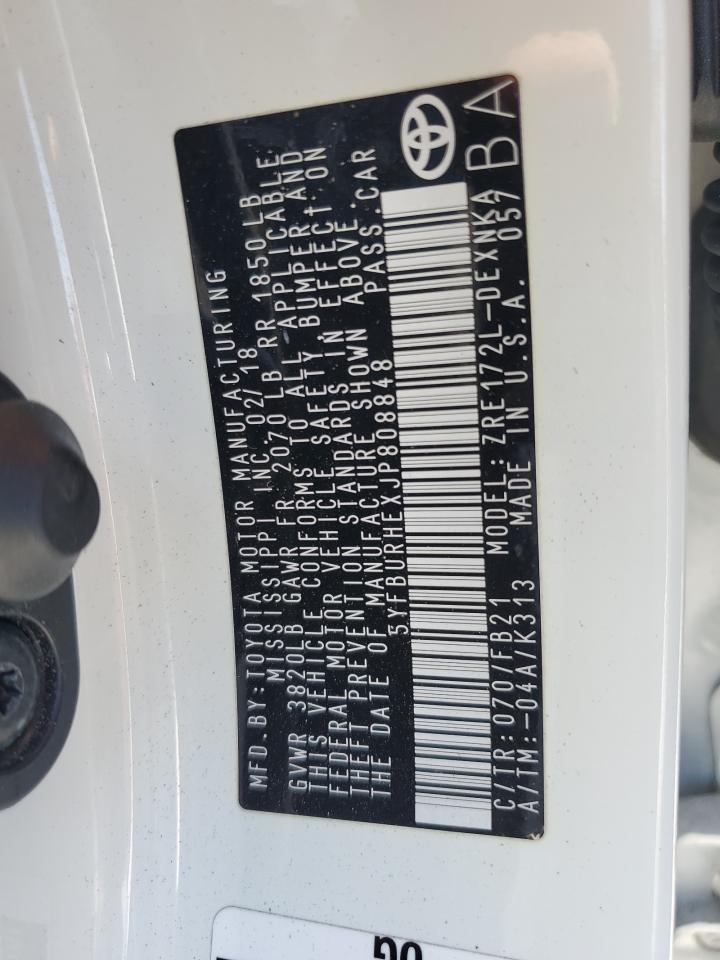 MFD.BY:TOYOTA MOTOR MANUFACTURING
MISSISSIPPI INC 02/18
GVWR 3820LB GAWR FR 2070 LB RR 1850LB
THIS VEHICLE CONFORMS TO ALL APPLICABLE
FEDERAL MOTOR VEHICLE SAFETY, BUMPER AND
THEFT PREVENTION STANDARDS IN EFFECT ON
THE DATE OF MANUFACTURE SHOWN ABOVE.
5YFBURHEXJP808848 PASS.CAR
C/TR:070/FB21 MODEL:ZRE172L-DEXNKA
A/TM:-04A/K313 MADE IN U.S.A. 057
BA